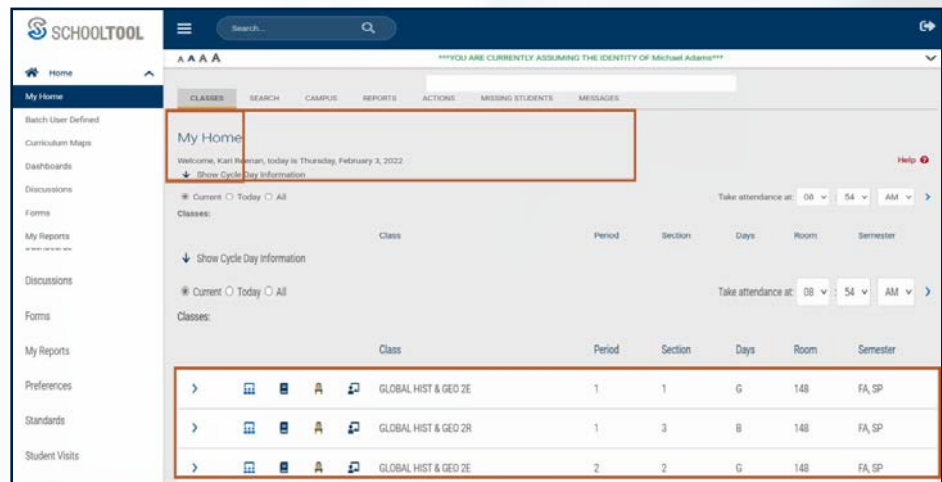 SCHOOLTOOL
Search...
A A A A
***YOU ARE CURRENTLY ASSUMING THE IDENTITY OF Michael Adams***
Home
My Home
Batch User Defined
Curriculum Maps
Dashboards
Discussions
Forms
My Reports
Discussions
Forms
My Reports
Preferences
Standards
Student Visits
CLASSES SEARCH CAMPUS REPORTS ACTIONS MISSING STUDENTS MESSAGES
My Home
Welcome, Kari today is Thursday, February 3, 2022
Help
Show Cycle Day Information
Current Today All
Take attendance at: 08 : 54 AM
Classes:
Class Period Section Days Room Semester
Show Cycle Day Information
Current Today All
Take attendance at: 08 : 54 AM
Classes:
Class Period Section Days Room Semester
GLOBAL HIST & GEO 2E 1 1 G 148 FA, SP
GLOBAL HIST & GEO 2R 1 3 B 148 FA, SP
GLOBAL HIST & GEO 2E 2 2 G 148 FA, SP